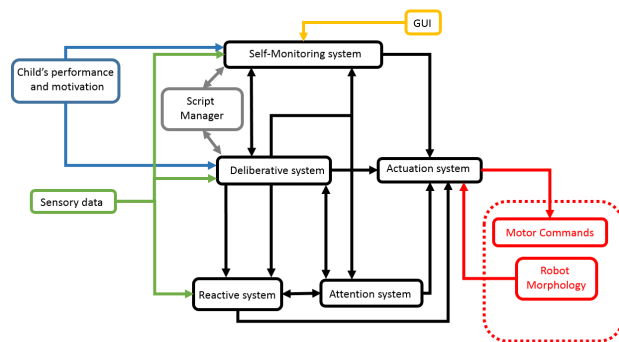 GUI
Self-Monitoring system
Child's performance
and motivation
Script
Manager
Deliberative system
Actuation system
Sensory data
Motor Commands
Robot
Morphology
Reactive system
Attention system